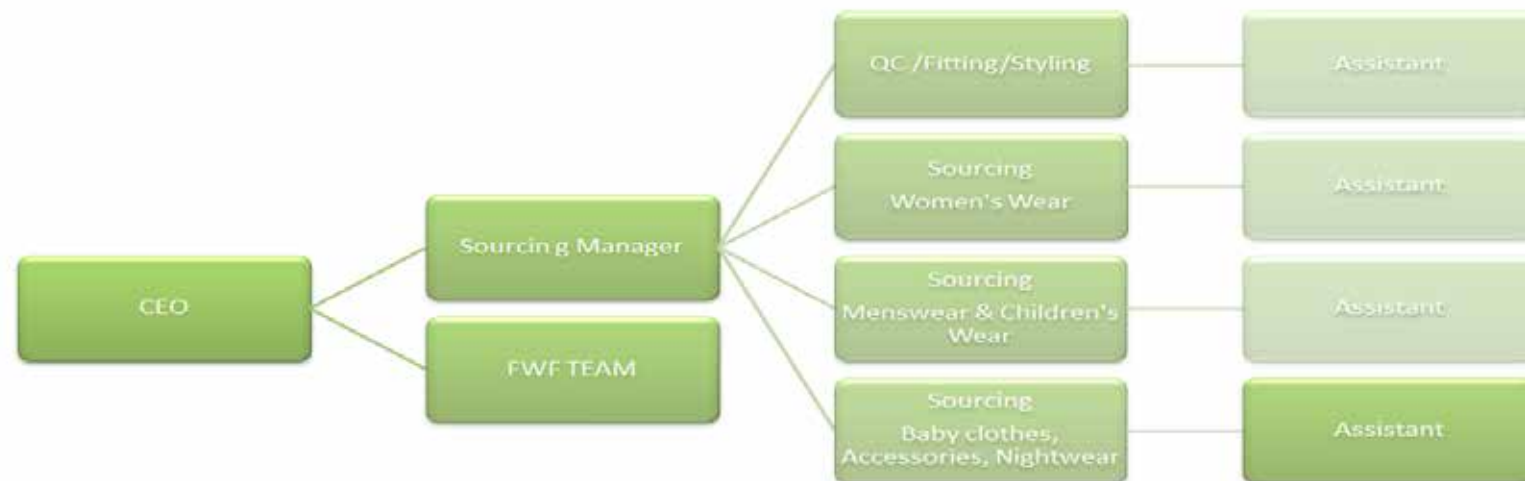 QC /Fitting/Styling
Assistant
Sourcing
Women's Wear
Assistant
Sourcing Manager
CEO
Sourcing
Menswear & Children's
Wear
Assistant
FWF TEAM
Sourcing
Baby clothes,
Accessories, Nightwear
Assistant